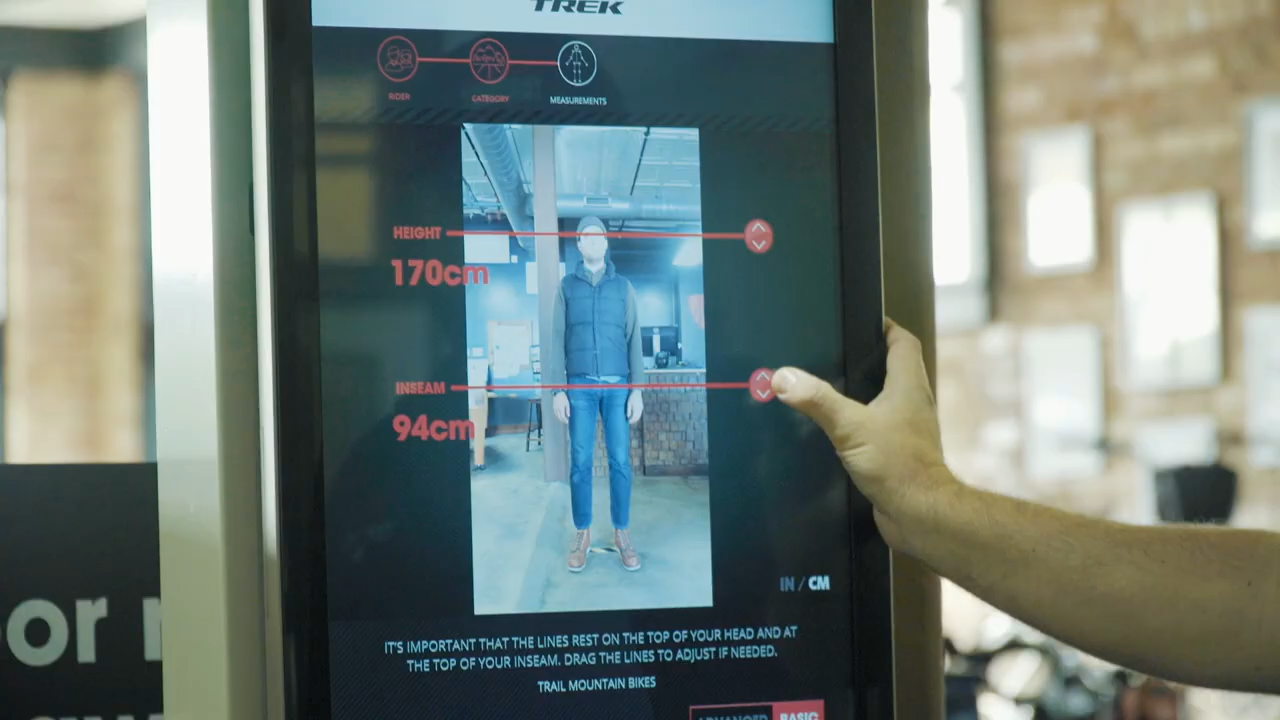 TREK
RIDER
CATEGORY
MEASUREMENTS
HEIGHT
170cm
INSEAM
94cm
IN / CM
IT'S IMPORTANT THAT THE LINES REST ON THE TOP OF YOUR HEAD AND AT
THE TOP OF YOUR INSEAM. DRAG THE LINES TO ADJUST IF NEEDED.
TRAIL MOUNTAIN BIKES
ADVANCED BASIC
or